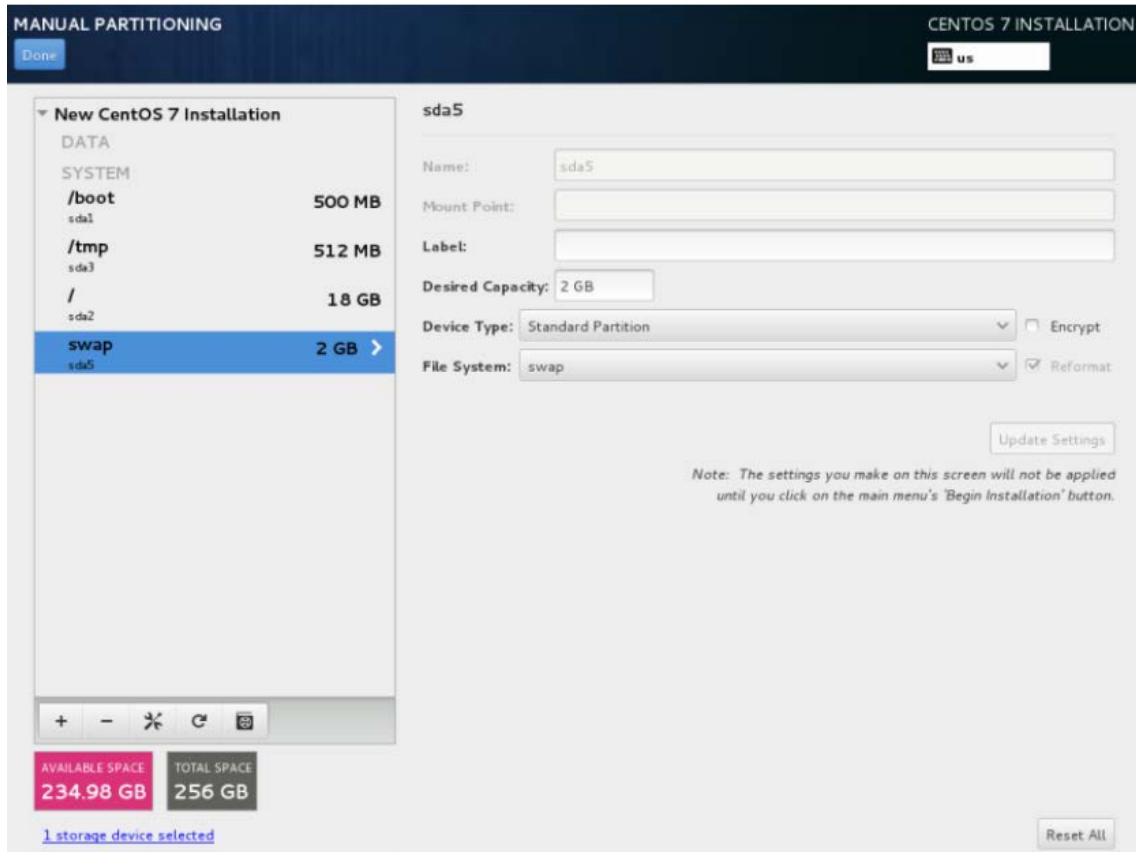 MANUAL PARTITIONING
CENTOS 7 INSTALLATION
Done
us
New CentOS 7 Installation
DATA
SYSTEM
/boot 500 MB
sda1
/tmp 512 MB
sda3
/ 18 GB
sda2
swap 2 GB
sda5
+ -
AVAILABLE SPACE
234.98 GB
TOTAL SPACE
256 GB
1 storage device selected
sda5
Name: sda5
Mount Point:
Label:
Desired Capacity: 2 GB
Device Type: Standard Partition Encrypt
File System: swap Reformat
Update Settings
Note: The settings you make on this screen will not be applied
until you click on the main menu's 'Begin Installation' button.
Reset All